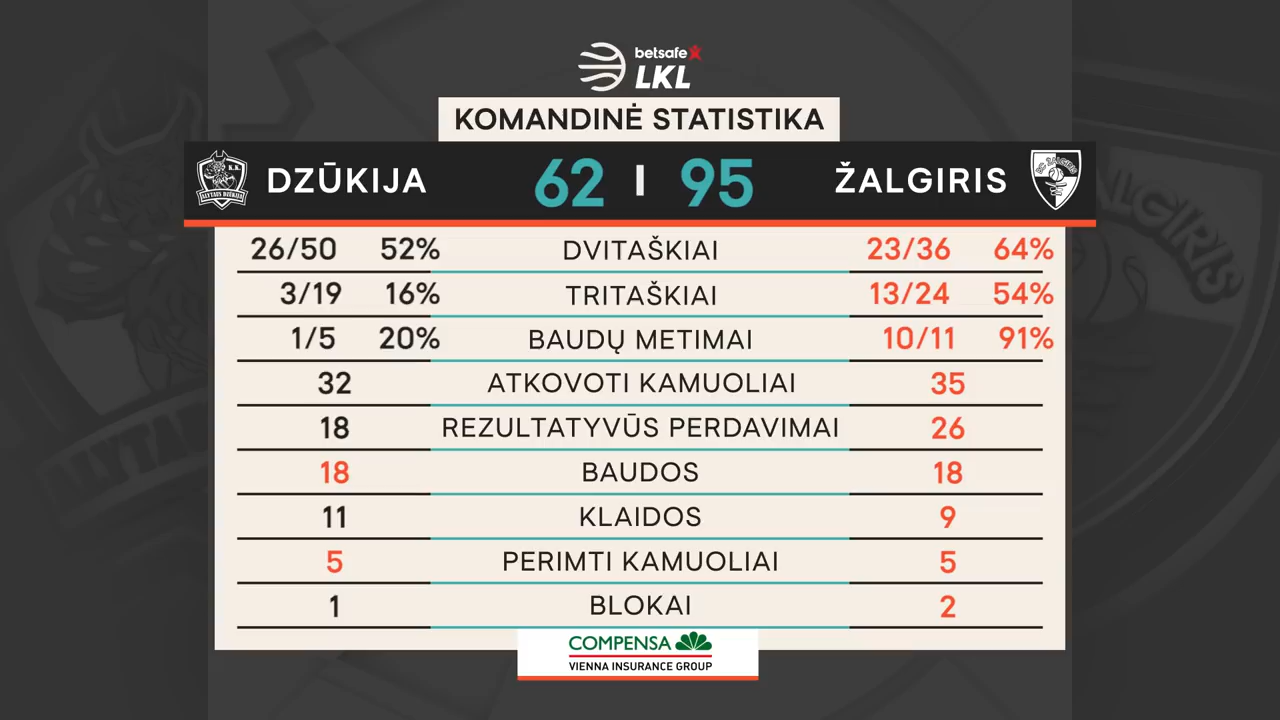 betsafe
LKL
KOMANDINĖ STATISTIKA
DZŪKIJA 62 | 95 ŽALGIRIS
26/50 52% DVITAŠKIAI 23/36 64%
3/19 16% TRITAŠKIAI 13/24 54%
1/5 20% BAUDŲ METIMAI 10/11 91%
32 ATKOVOTI KAMUOLIAI 35
18 REZULTATYVŪS PERDAVIMAI 26
18 BAUDOS 18
11 KLAIDOS 9
5 PERIMTI KAMUOLIAI 5
1 BLOKAI 2
COMPENSA
VIENNA INSURANCE GROUP